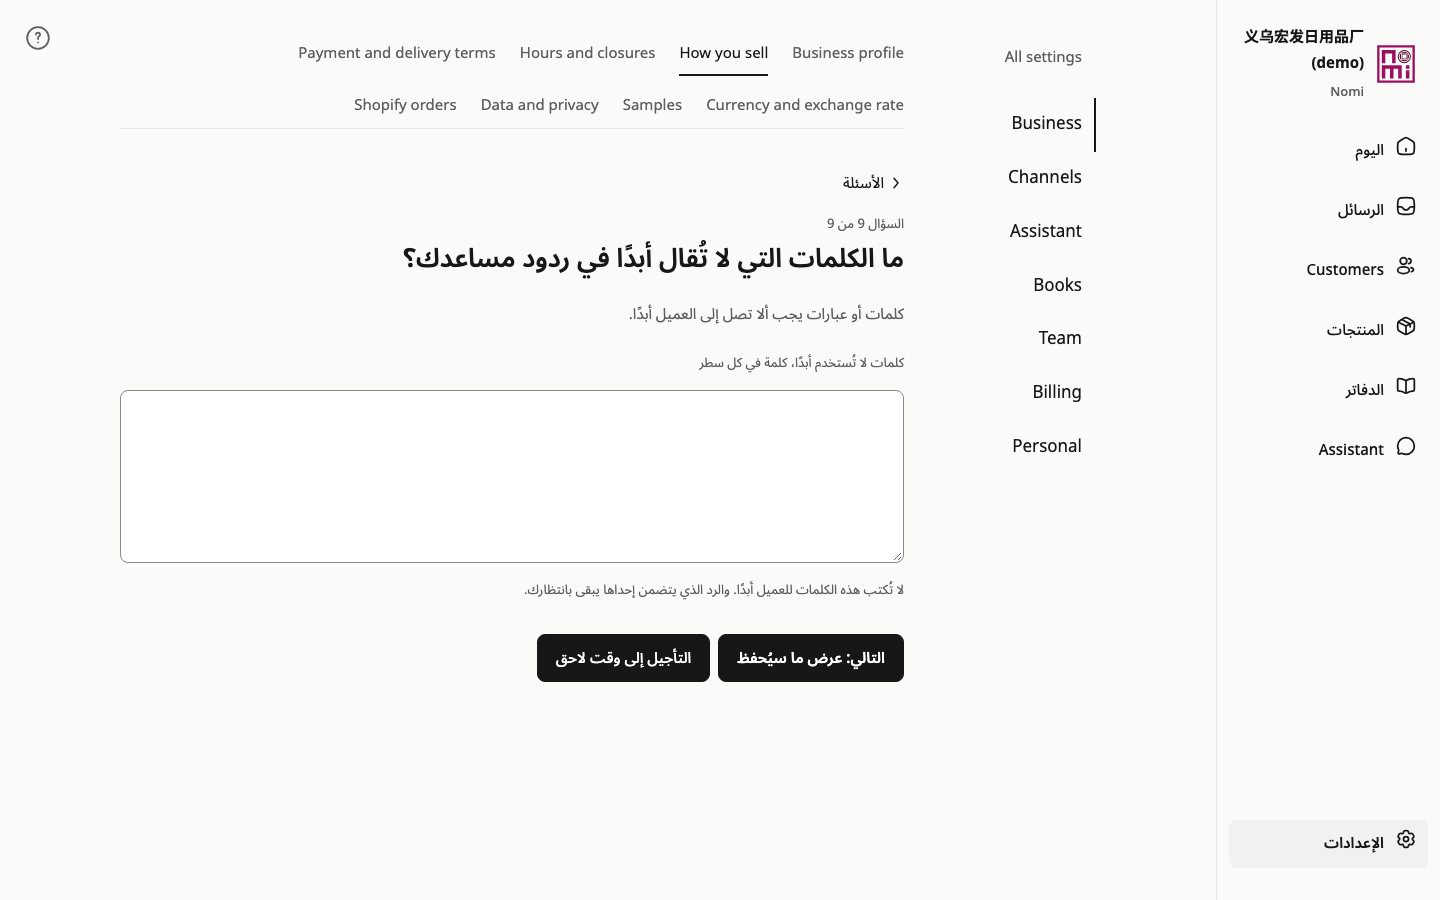 义乌宏发日用品厂
(demo)
Nomi
اليوم
الرسائل
Customers
المنتجات
الدفاتر
Assistant
الإعدادات
All settings
Business
Channels
Assistant
Books
Team
Billing
Personal
Business profile
How you sell
Hours and closures
Payment and delivery terms
Currency and exchange rate
Samples
Data and privacy
Shopify orders
الأسئلة
السؤال 9 من 9
ما الكلمات التي لا تُقال أبدًا في ردود مساعدك؟
كلمات أو عبارات يجب ألا تصل إلى العميل أبدًا.
كلمات لا تُستخدم أبدًا، كلمة في كل سطر
لا تُكتب هذه الكلمات للعميل أبدًا. والرد الذي يتضمن إحداها يبقى بانتظارك.
التالي: عرض ما سيُحفظ
التأجيل إلى وقت لاحق